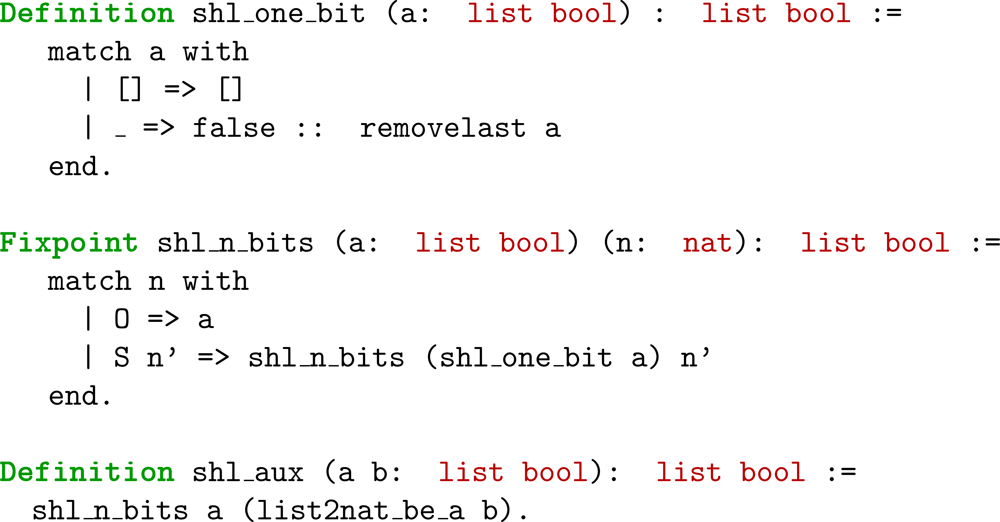 Definition shl_one_bit (a: list bool) : list bool :=
match a with
| [] => []
| _ => false :: removelast a
end.
Fixpoint shl_n_bits (a: list bool) (n: nat): list bool :=
match n with
| O => a
| S n’ => shl_n_bits (shl_one_bit a) n’
end.
Definition shl_aux (a b: list bool): list bool :=
shl_n_bits a (list2nat_be_a b).